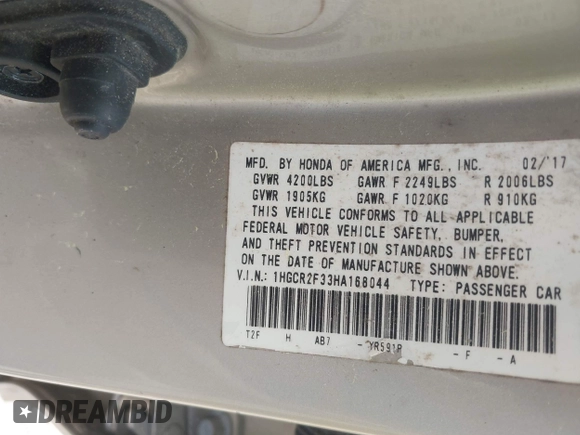 MFD. BY HONDA OF AMERICA MFG., INC. 02/'17
GVWR 4200LBS GAWR F 2249LBS R 2006LBS
GVWR 1905KG GAWR F 1020KG R 910KG
THIS VEHICLE CONFORMS TO ALL APPLICABLE
FEDERAL MOTOR VEHICLE SAFETY, BUMPER,
AND THEFT PREVENTION STANDARDS IN EFFECT
ON THE DATE OF MANUFACTURE SHOWN ABOVE.
V.I.N.: 1HGCR2F33HA168044 TYPE: PASSENGER CAR
T2F H AB7 - - F - A
DREAMBID